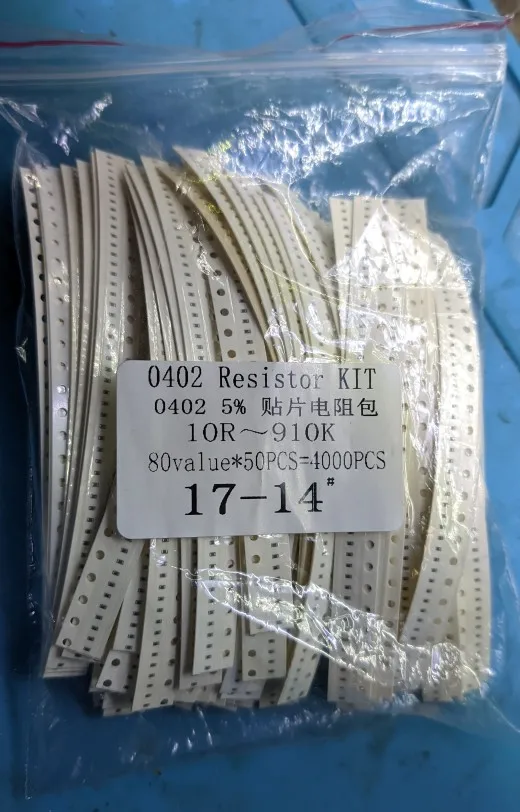 0402 Resistor KIT
0402 5% 贴片电阻包
10R～910K
80value*50PCS=4000PCS
17-14#